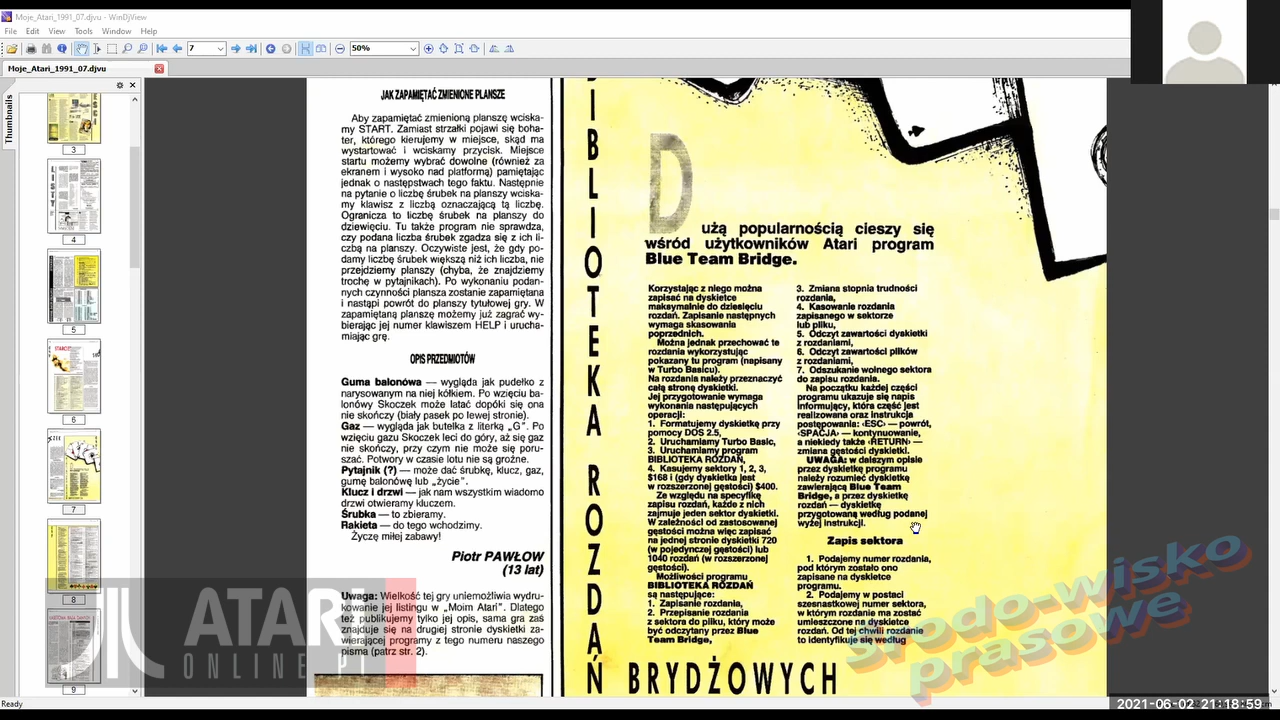 Moje_Atari_1991_07.djvu - WinDjView
File Edit View Tools Window Help
7
50%
Moje_Atari_1991_07.djvu
Thumbnails
3
4
5
6
7
8
9
JAK ZAPAMIĘTAĆ ZMIENIONE PLANSZE
Aby zapamiętać zmienioną planszę wciska-
my START. Zamiast strzałki pojawi się boha-
ter, którego kierujemy w miejsce, skąd ma
wystartować i wciskamy przycisk. Miejsce
startu możemy wybrać dowolne (również za
ekranem i wysoko nad platformą) pamiętając
jednak o następstwach tego faktu. Następnie
na pytanie o liczbę śrubek na planszy wciska-
my klawisz z liczbą oznaczającą tą liczbę.
Ogranicza to liczbę śrubek na planszy do
dziewięciu. Tu także program nie sprawdza,
czy podana liczba śrubek zgadza się z ich li-
czbą na planszy. Oczywiste jest, że gdy po-
damy liczbę śrubek większą niż ich liczba, nie
przejdziemy planszy (chyba, że znajdziemy
trochę w pytajnikach). Po wykonaniu podan-
nych czynności plansza zostanie zapamiętana
i nastąpi powrót do planszy tytułowej gry. W
zapamiętaną planszę możemy już zagrać wy-
bierając jej numer klawiszem HELP i urucha-
miając grę.
OPIS PRZEDMIOTÓW
Guma balonówa — wygląda jak pudełko z
narysowanym na niej kółkiem. Po wzięciu ba-
lonówy Skoczek może latać dopóki się ona
nie skończy (biały pasek po lewej stronie).
Gaz — wygląda jak butelka z literką „G". Po
wzięciu gazu Skoczek leci do góry, aż się gaz
nie skończy, przy czym nie może się poru-
szać. Potwory w czasie lotu nie są groźne.
Pytajnik (?) — może dać śrubkę, klucz, gaz,
gumę balonówę lub „życie".
Klucz i drzwi — jak nam wszystkim wiadomo
drzwi otwieramy kluczem.
Śrubka — to zbieramy.
Rakieta — do tego wchodzimy.
Życzę miłej zabawy!
Piotr PAWŁOW
(13 lat)
Uwaga: Wielkość tej gry uniemożliwia wydru-
kowanie jej listingu w „Moim Atari". Dlatego
też publikujemy tylko jej opis, sama gra zaś
znajduje się na drugiej stronie dyskietki za-
wierającej programy z tego numeru naszego
pisma (patrz str. 2).
BIBLIOTEKA ROZDAŃ
BRYDŻOWYCH
Dużą popularnością cieszy się
wśród użytkowników Atari program
Blue Team Bridge.
Korzystając z niego można
zapisać na dyskietce
maksymalnie do dziesięciu
rozdań. Zapisanie następnych
wymaga skasowania
poprzednich.
Można jednak przechować te
rozdania wykorzystując
pokazany tu program (napisany
w Turbo Basicu).
Na rozdania należy przeznaczyć
całą stronę dyskietki.
Jej przygotowanie wymaga
wykonania następujących
operacji:
1. Formatujemy dyskietkę przy
pomocy DOS 2.5,
2. Uruchamiamy Turbo Basic,
3. Uruchamiamy program
BIBLIOTEKA ROZDAŃ,
4. Kasujemy sektory 1, 2, 3,
$168 i (gdy dyskietka jest
w rozszerzonej gęstości) $400.
Ze względu na specyfikę
zapisu rozdań, każde z nich
zajmuje jeden sektor dyskietki.
W zależności od zastosowanej
gęstości można więc zapisać
na jednej stronie dyskietki 720
(w pojedynczej gęstości) lub
1040 rozdań (w rozszerzonej
gęstości).
Możliwości programu
BIBLIOTEKA ROZDAŃ
są następujące:
1. Zapisanie rozdania,
2. Przepisanie rozdania
z sektora do pliku, który może
być odczytany przez Blue
Team Bridge,
3. Zmiana stopnia trudności
rozdania,
4. Kasowanie rozdania
zapisanego w sektorze
lub pliku,
5. Odczyt zawartości dyskietki
z rozdaniami,
6. Odczyt zawartości plików
z rozdaniami,
7. Odszukanie wolnego sektora
do zapisu rozdania.
Na początku każdej części
programu ukazuje się napis
informujący, która część jest
realizowana oraz instrukcja
postępowania: ‹ESC› — powrót,
‹SPACJA› — kontynuowanie,
a niekiedy także ‹RETURN› —
zmiana gęstości dyskietki.
UWAGA: w dalszym opisie
przez dyskietkę programu
należy rozumieć dyskietkę
zawierającą Blue Team
Bridge, a przez dyskietkę
rozdań — dyskietkę
przygotowaną według podanej
wyżej instrukcji.
Zapis sektora
1. Podajemy numer rozdania,
pod którym zostało ono
zapisane na dyskietce
programu.
2. Podajemy w postaci
szesnastkowej numer sektora,
w którym rozdanie ma zostać
umieszczone na dyskietce
rozdań. Od tej chwili rozdanie
to identyfikuje się według
ATARI
ONLINE.PL
Środo-wisko
prasowe
Ready
2021-06-02 21:18:59